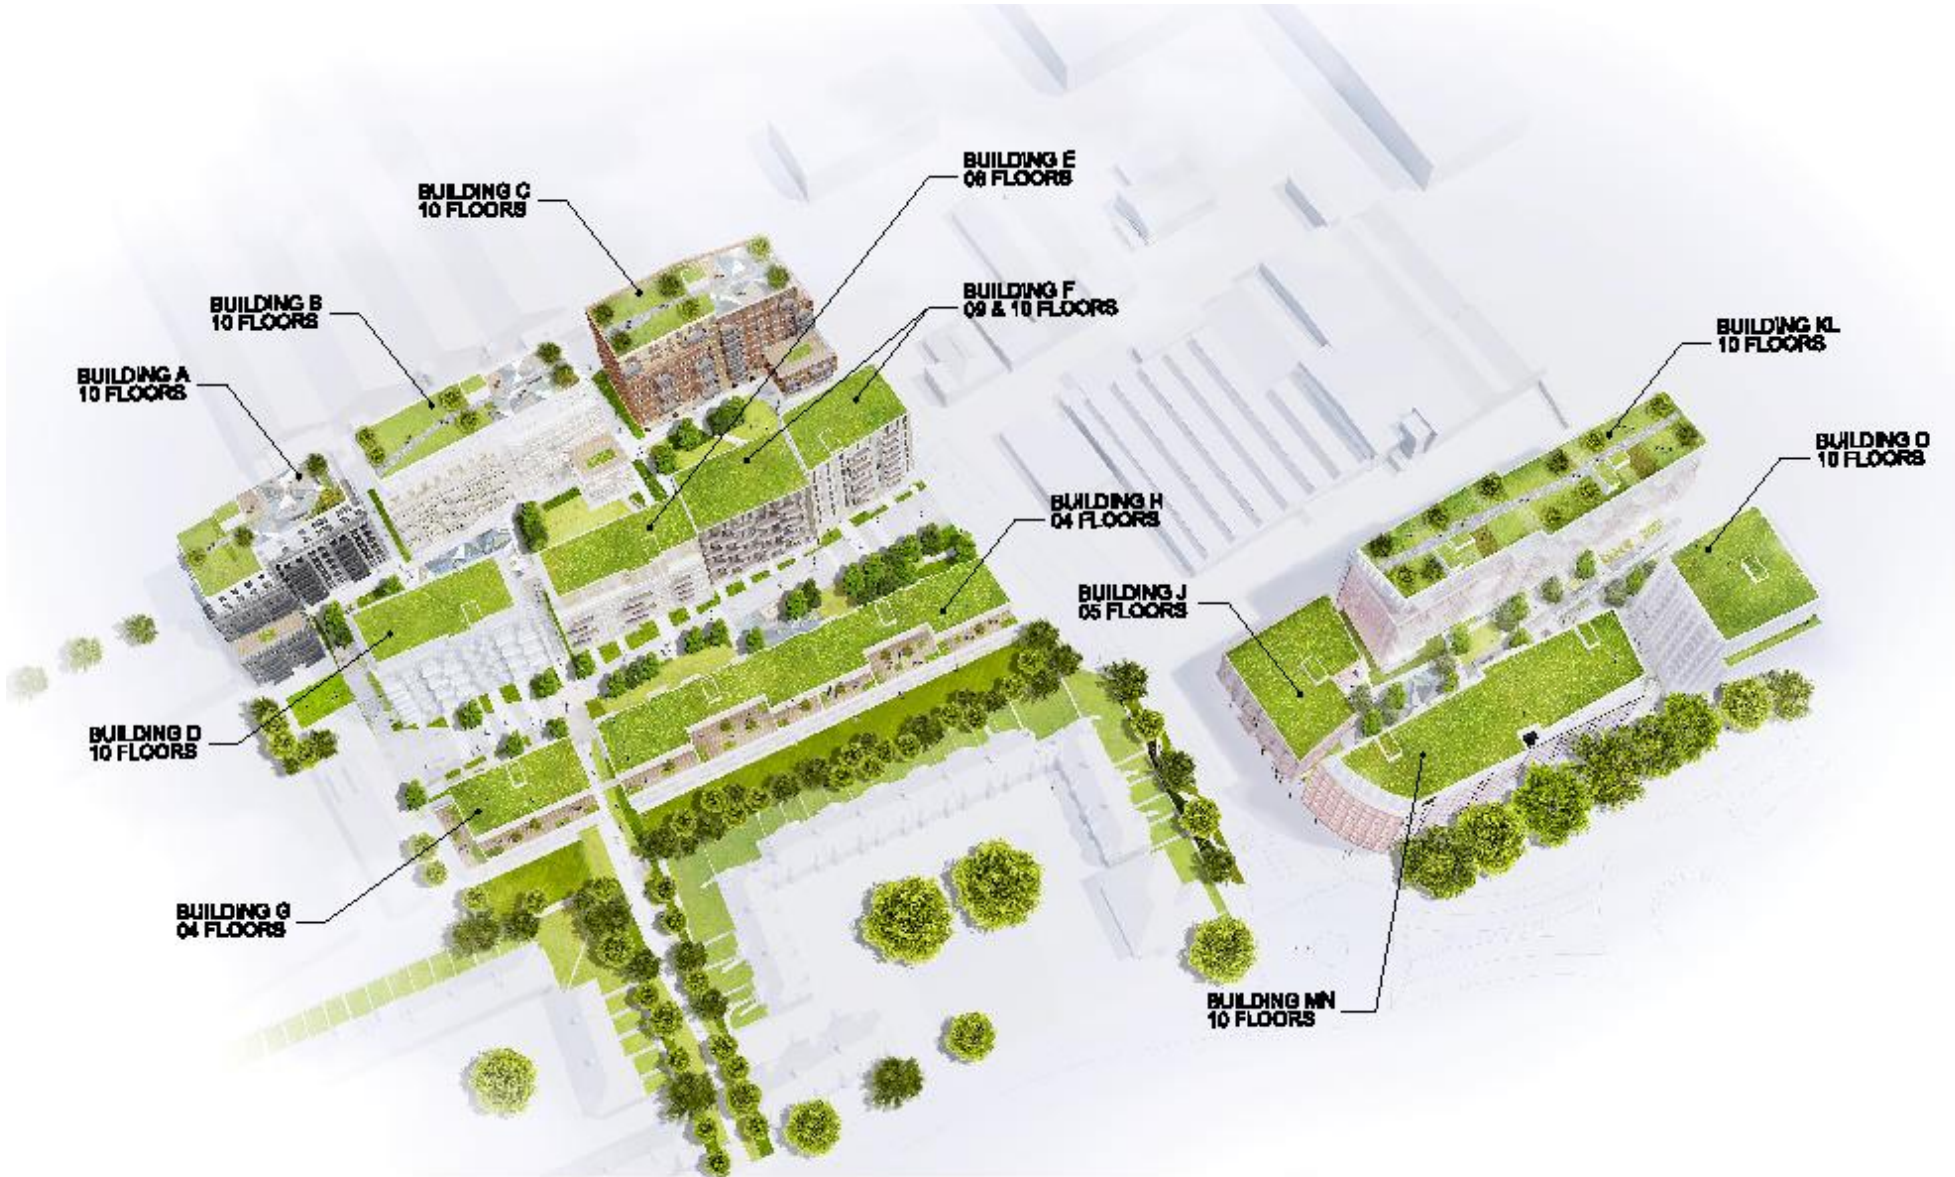 BUILDING E
06 FLOORS
BUILDING C
10 FLOORS
BUILDING F
09 & 10 FLOORS
BUILDING B
10 FLOORS
BUILDING KL
10 FLOORS
BUILDING A
10 FLOORS
BUILDING O
10 FLOORS
BUILDING H
04 FLOORS
BUILDING J
05 FLOORS
BUILDING D
10 FLOORS
BUILDING G
04 FLOORS
BUILDING MN
10 FLOORS